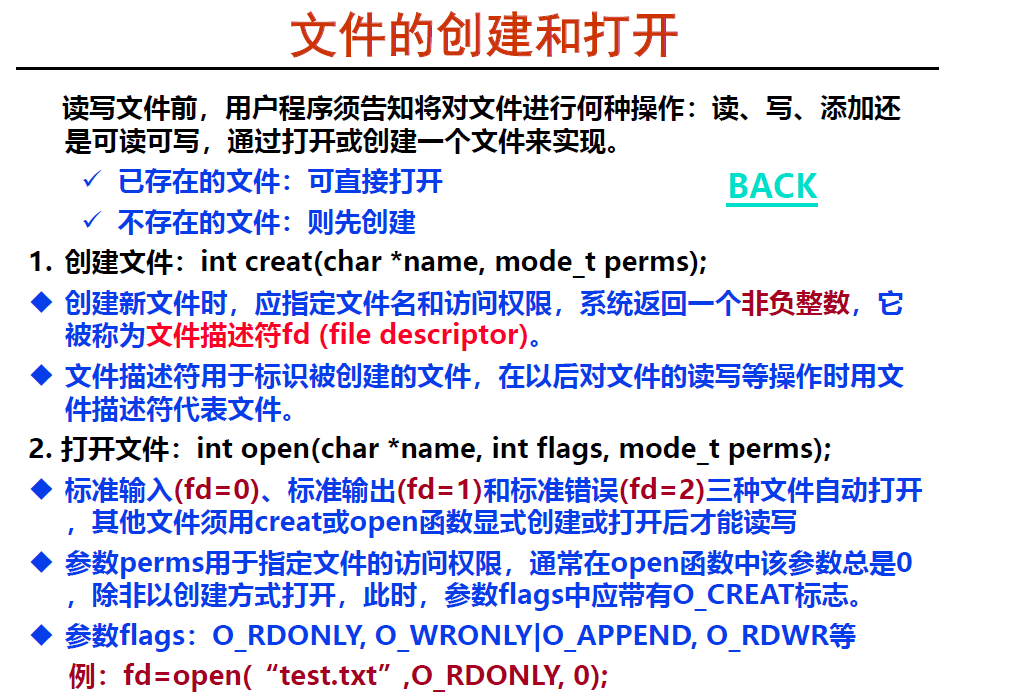 文件的创建和打开
读写文件前，用户程序须告知将对文件进行何种操作：读、写、添加还
是可读可写，通过打开或创建一个文件来实现。
✓ 已存在的文件：可直接打开
BACK
✓ 不存在的文件：则先创建
1. 创建文件：int creat(char *name, mode_t perms);
◆ 创建新文件时，应指定文件名和访问权限，系统返回一个非负整数，它
被称为文件描述符fd (file descriptor)。
◆ 文件描述符用于标识被创建的文件，在以后对文件的读写等操作时用文
件描述符代表文件。
2. 打开文件：int open(char *name, int flags, mode_t perms);
◆ 标准输入(fd=0)、标准输出(fd=1)和标准错误(fd=2)三种文件自动打开
，其他文件须用creat或open函数显式创建或打开后才能读写
◆ 参数perms用于指定文件的访问权限，通常在open函数中该参数总是0
，除非以创建方式打开，此时，参数flags中应带有O_CREAT标志。
◆ 参数flags：O_RDONLY, O_WRONLY|O_APPEND, O_RDWR等
例：fd=open(“test.txt”,O_RDONLY, 0);